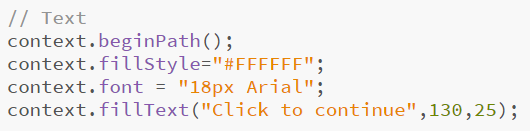 // Text
context.beginPath();
context.fillStyle="#FFFFFF";
context.font = "18px Arial";
context.fillText("Click to continue",130,25);